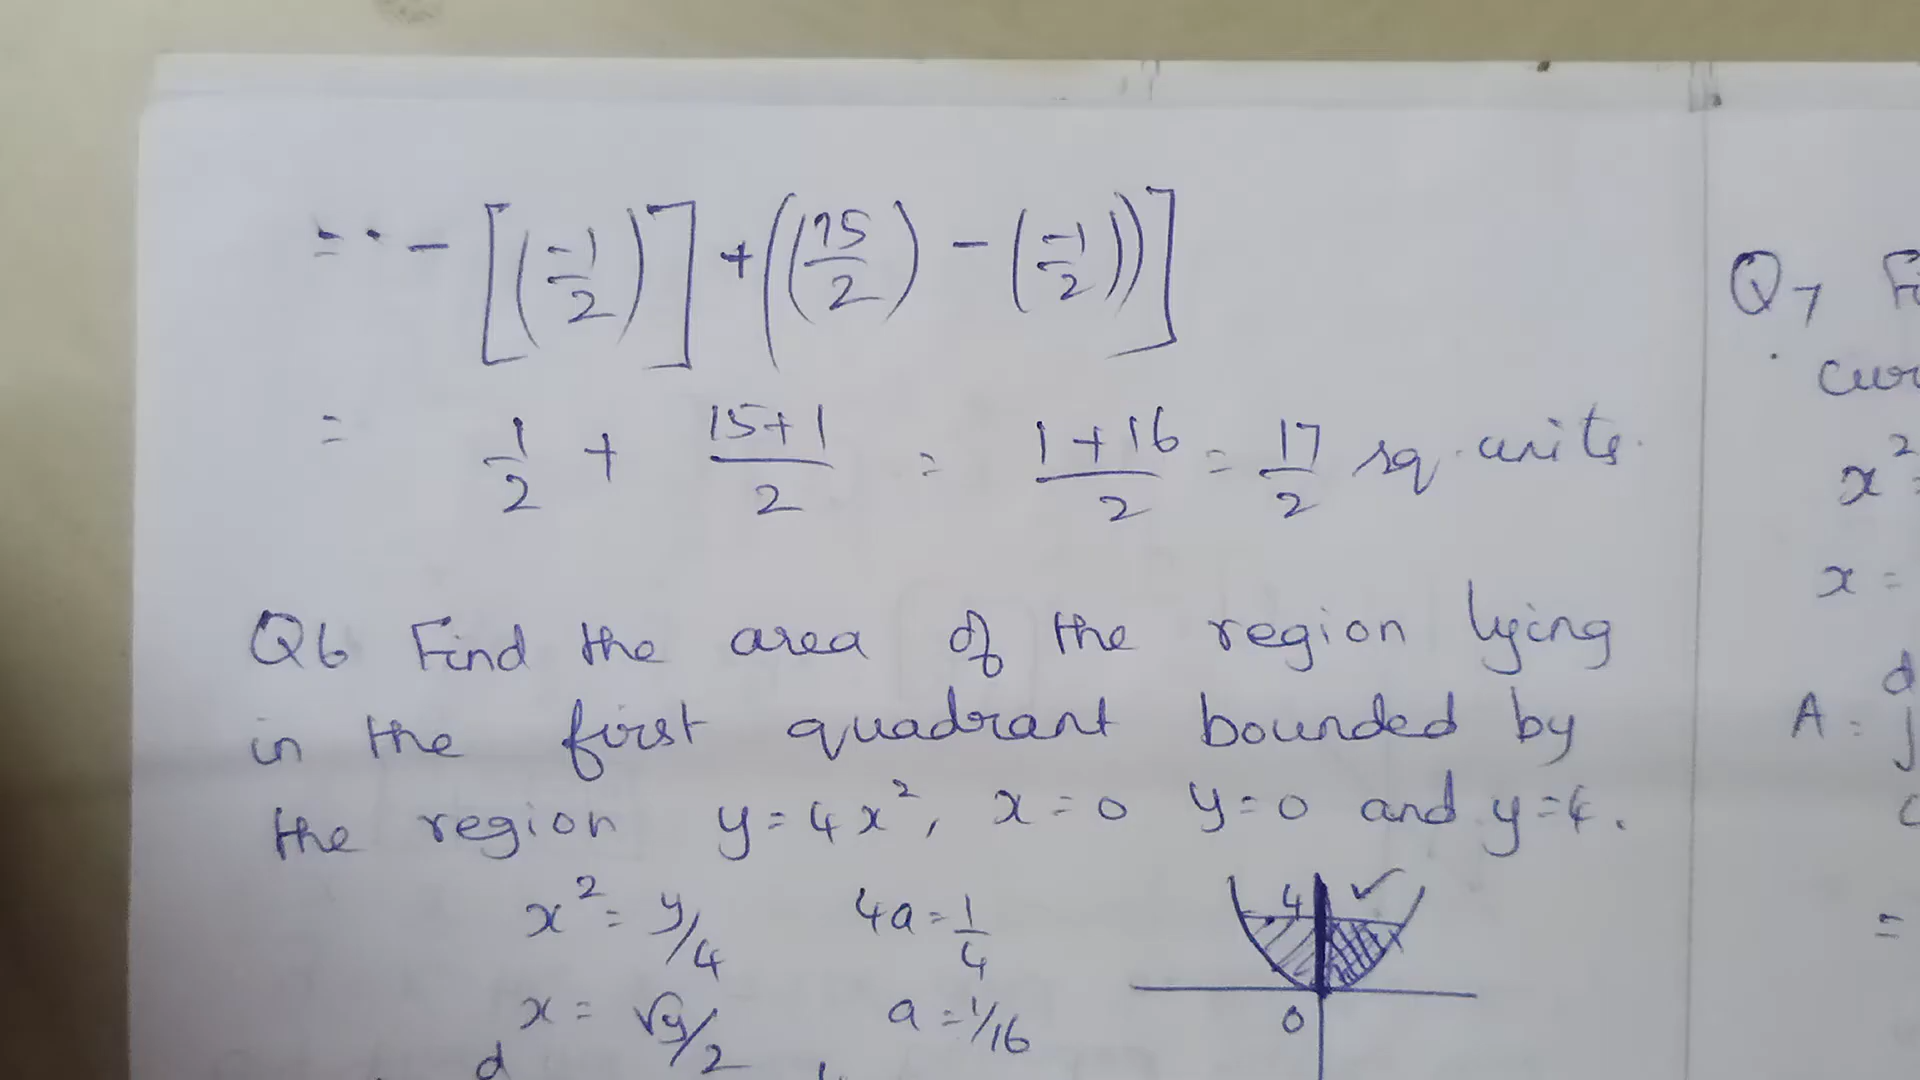 = - [(-1/2)] + ((15/2) - (-1/2))]
= 1/2 + 15+1/2 = 1+16/2 = 17/2 sq. units.
Q6 Find the area of the region lying
in the first quadrant bounded by
the region y=4x², x=0 y=0 and y=4.
x² = y/4 4a = 1/4
x = √y/2 a = 1/16
d
4
0
Q7
x² =
x =
d
A =
=